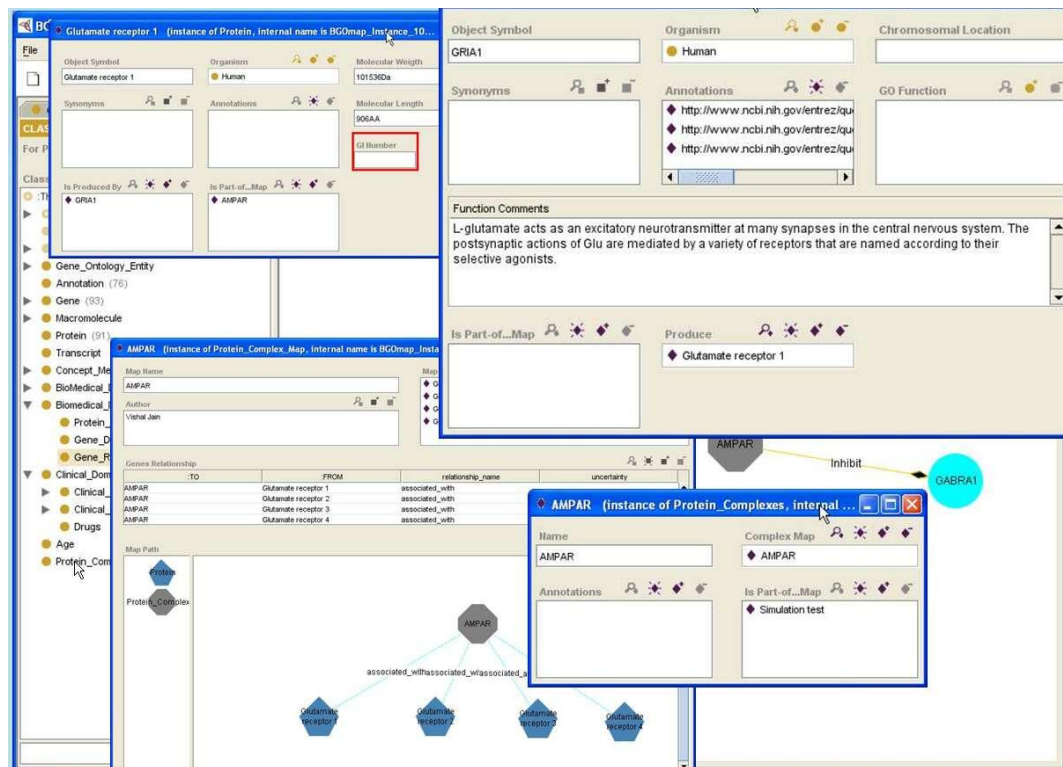 BG
File
CLAS
For P
Class
:TH
Gene_Ontology_Entity
Annotation (76)
Gene (93)
Macromolecule
Protein (91)
Transcript
Concept_Me
BioMedical_
Biomedical_
Protein_
Gene_D
Gene_R
Clinical_Dom
Clinical_
Clinical_
Drugs
Age
Protein_Com
Glutamate receptor 1 (instance of Protein, internal name is BGOmap_Instance_10...
Object Symbol
Organism
Molecular Weigth
Glutamate receptor 1
Human
101536Da
Synonyms
Annotations
Molecular Length
906AA
GI Number
Is Produced By
Is Part-of...Map
GRIA1
AMPAR
Object Symbol
Organism
Chromosomal Location
GRIA1
Human
Synonyms
Annotations
GO Function
http://www.ncbi.nih.gov/entrez/que
http://www.ncbi.nih.gov/entrez/que
http://www.ncbi.nih.gov/entrez/que
Function Comments
L-glutamate acts as an excitatory neurotransmitter at many synapses in the central nervous system. The
postsynaptic actions of Glu are mediated by a variety of receptors that are named according to their
selective agonists.
Is Part-of...Map
Produce
Glutamate receptor 1
AMPAR (instance of Protein_Complex_Map, internal name is BGOmap_Insta
Map Name
Map
AMPAR
Author
Vishal Jain
Genes Relationship
:TO
:FROM
relationship_name
uncertainty
AMPAR Glutamate receptor 1 associated_with
AMPAR Glutamate receptor 2 associated_with
AMPAR Glutamate receptor 3 associated_with
AMPAR Glutamate receptor 4 associated_with
Map Path
Protein
Protein_Complex
AMPAR
associated_with
associated_wi
associated_a
Glutamate receptor 1
Glutamate receptor 2
Glutamate receptor 3
Glutamate receptor 4
AMPAR
Inhibit
GABRA1
AMPAR (instance of Protein_Complexes, internal ...
Name
Complex Map
AMPAR
AMPAR
Annotations
Is Part-of...Map
Simulation test